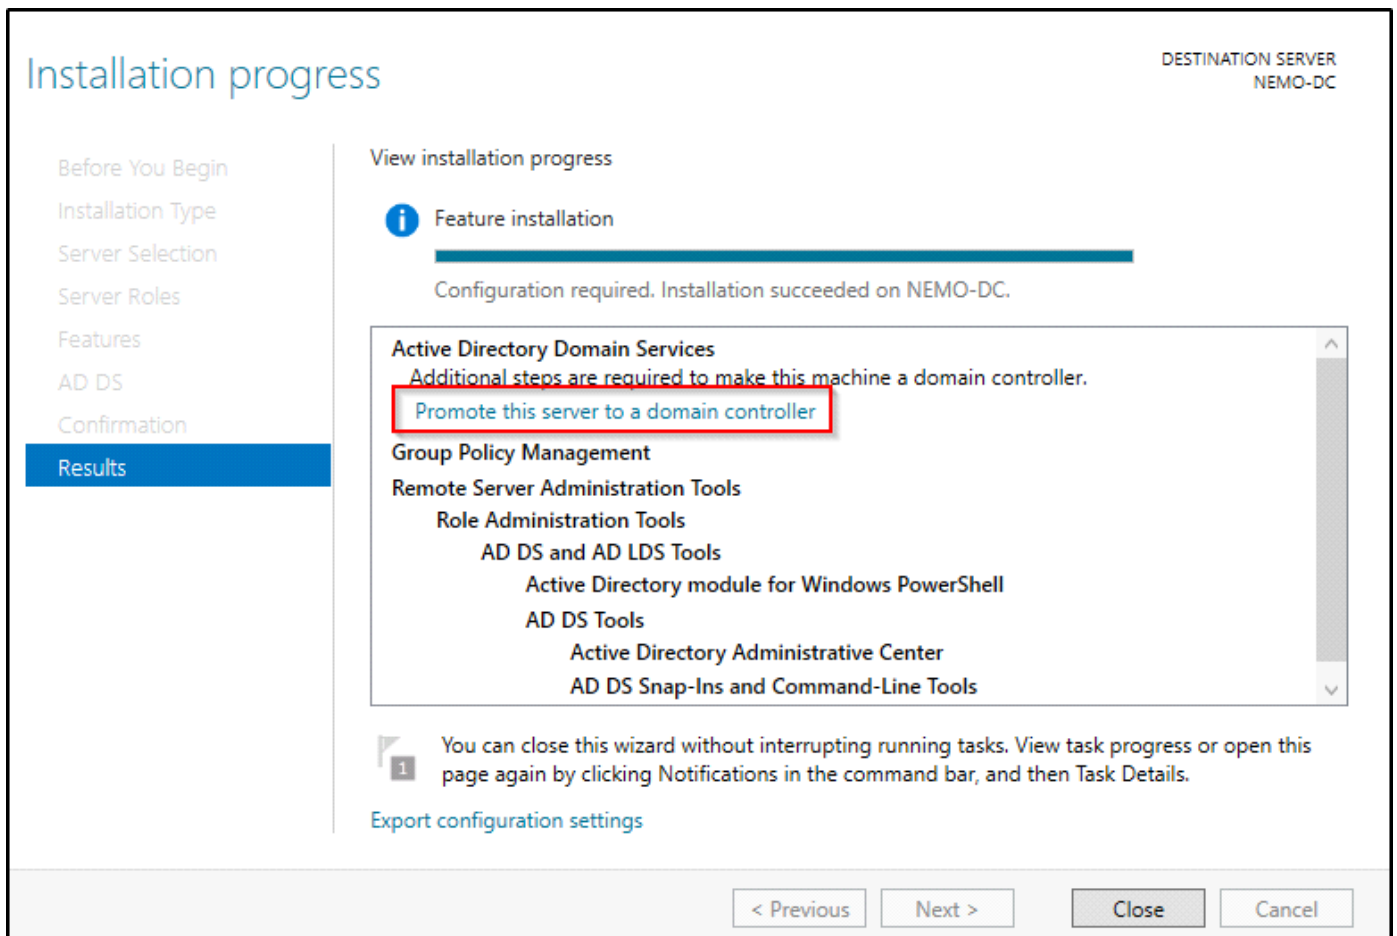 Installation progress
DESTINATION SERVER
NEMO-DC
Before You Begin
Installation Type
Server Selection
Server Roles
Features
AD DS
Confirmation
Results
View installation progress
Feature installation
Configuration required. Installation succeeded on NEMO-DC.
Active Directory Domain Services
Additional steps are required to make this machine a domain controller.
Promote this server to a domain controller
Group Policy Management
Remote Server Administration Tools
Role Administration Tools
AD DS and AD LDS Tools
Active Directory module for Windows PowerShell
AD DS Tools
Active Directory Administrative Center
AD DS Snap-Ins and Command-Line Tools
1
You can close this wizard without interrupting running tasks. View task progress or open this
page again by clicking Notifications in the command bar, and then Task Details.
Export configuration settings
< Previous
Next >
Close
Cancel